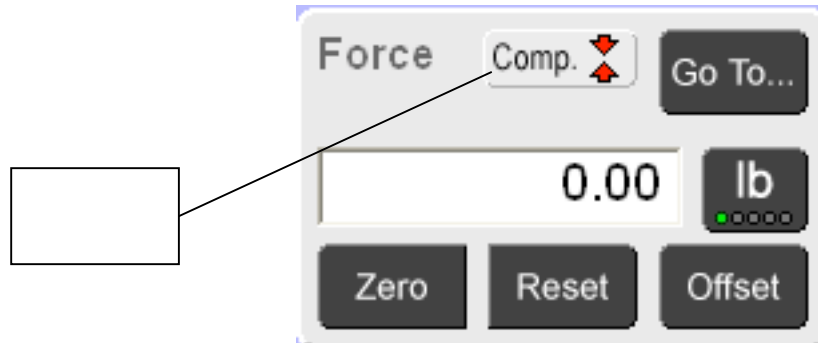 Force Comp. Go To...
0.00 lb
Zero Reset Offset